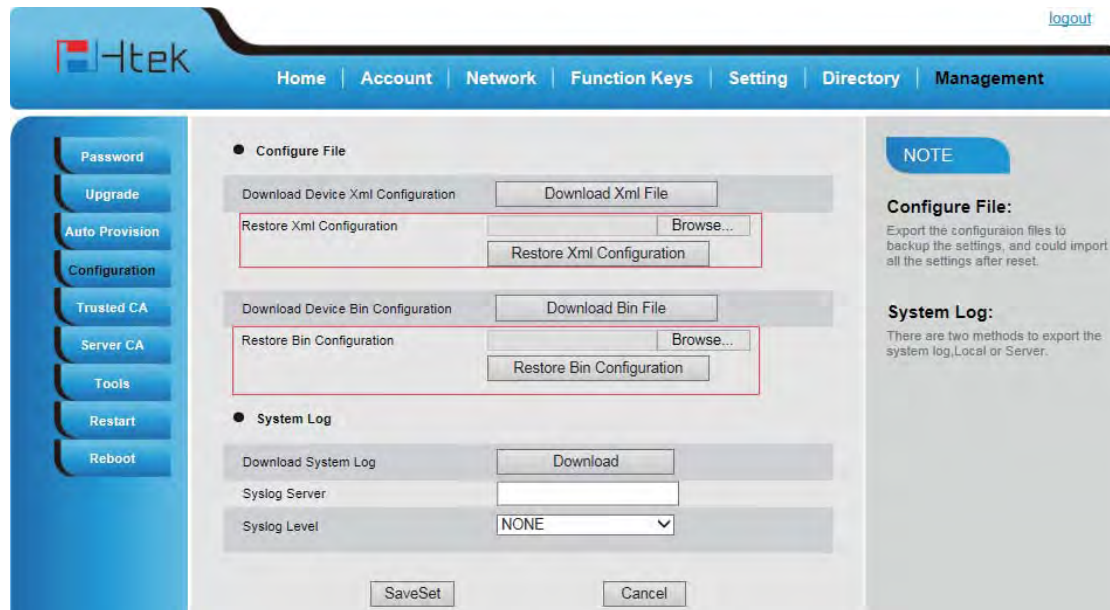 logout
Htek
Home | Account | Network | Function Keys | Setting | Directory | Management
Password
Upgrade
Auto Provision
Configuration
Trusted CA
Server CA
Tools
Restart
Reboot
Configure File
Download Device Xml Configuration Download Xml File
Restore Xml Configuration Browse...
Restore Xml Configuration
Download Device Bin Configuration Download Bin File
Restore Bin Configuration Browse...
Restore Bin Configuration
System Log
Download System Log Download
Syslog Server
Syslog Level NONE
SaveSet Cancel
NOTE
Configure File:
Export the configuraion files to
backup the settings, and could import
all the settings after reset.
System Log:
There are two methods to export the
system log,Local or Server.